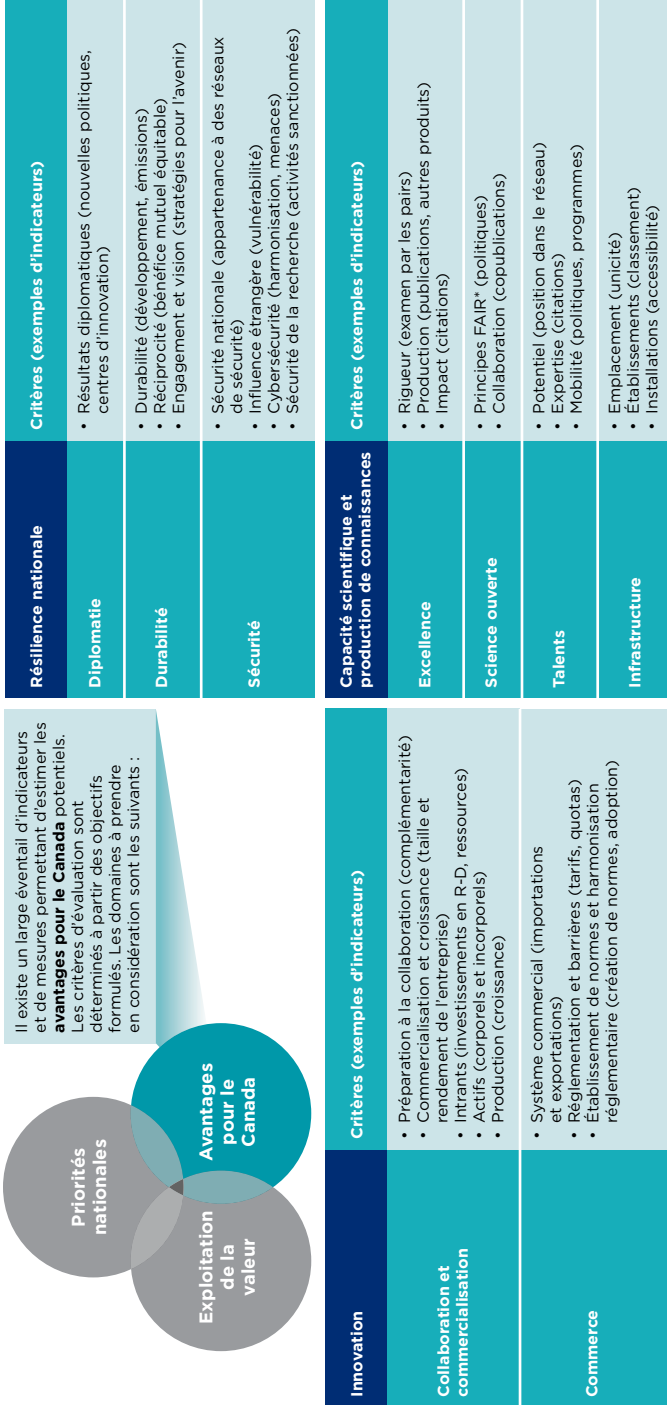 Priorités
nationales
Exploitation
de la
valeur
Avantages
pour le
Canada
Il existe un large éventail d'indicateurs
et de mesures permettant d'estimer les
avantages pour le Canada potentiels.
Les critères d'évaluation sont
déterminés à partir des objectifs
formulés. Les domaines à prendre
en considération sont les suivants :
Résilience nationale
Critères (exemples d'indicateurs)
Diplomatie
• Résultats diplomatiques (nouvelles politiques,
centres d'innovation)
Durabilité
• Durabilité (développement, émissions)
• Réciprocité (bénéfice mutuel équitable)
• Engagement et vision (stratégies pour l'avenir)
Sécurité
• Sécurité nationale (appartenance à des réseaux
de sécurité)
• Influence étrangère (vulnérabilité)
• Cybersécurité (harmonisation, menaces)
• Sécurité de la recherche (activités sanctionnées)
Innovation
Critères (exemples d'indicateurs)
Collaboration et
commercialisation
• Préparation à la collaboration (complémentarité)
• Commercialisation et croissance (taille et
rendement de l'entreprise)
• Intrants (investissements en R-D, ressources)
• Actifs (corporels et incorporels)
• Production (croissance)
Commerce
• Système commercial (importations
et exportations)
• Réglementation et barrières (tarifs, quotas)
• Établissement de normes et harmonisation
réglementaire (création de normes, adoption)
Capacité scientifique et
production de connaissances
Critères (exemples d'indicateurs)
Excellence
• Rigueur (examen par les pairs)
• Production (publications, autres produits)
• Impact (citations)
Science ouverte
• Principes FAIR* (politiques)
• Collaboration (copublications)
Talents
• Potentiel (position dans le réseau)
• Expertise (citations)
• Mobilité (politiques, programmes)
Infrastructure
• Emplacement (unicité)
• Établissements (classement)
• Installations (accessibilité)